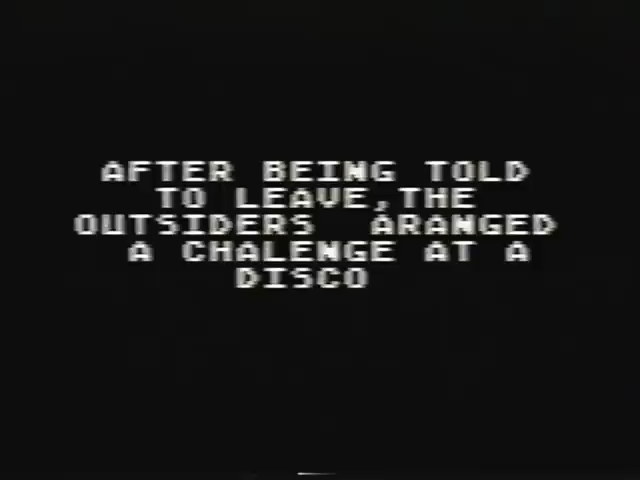 AFTER BEING TOLD
TO LEAVE,THE
OUTSIDERS ARANGED
A CHALENGE AT A
DISCO